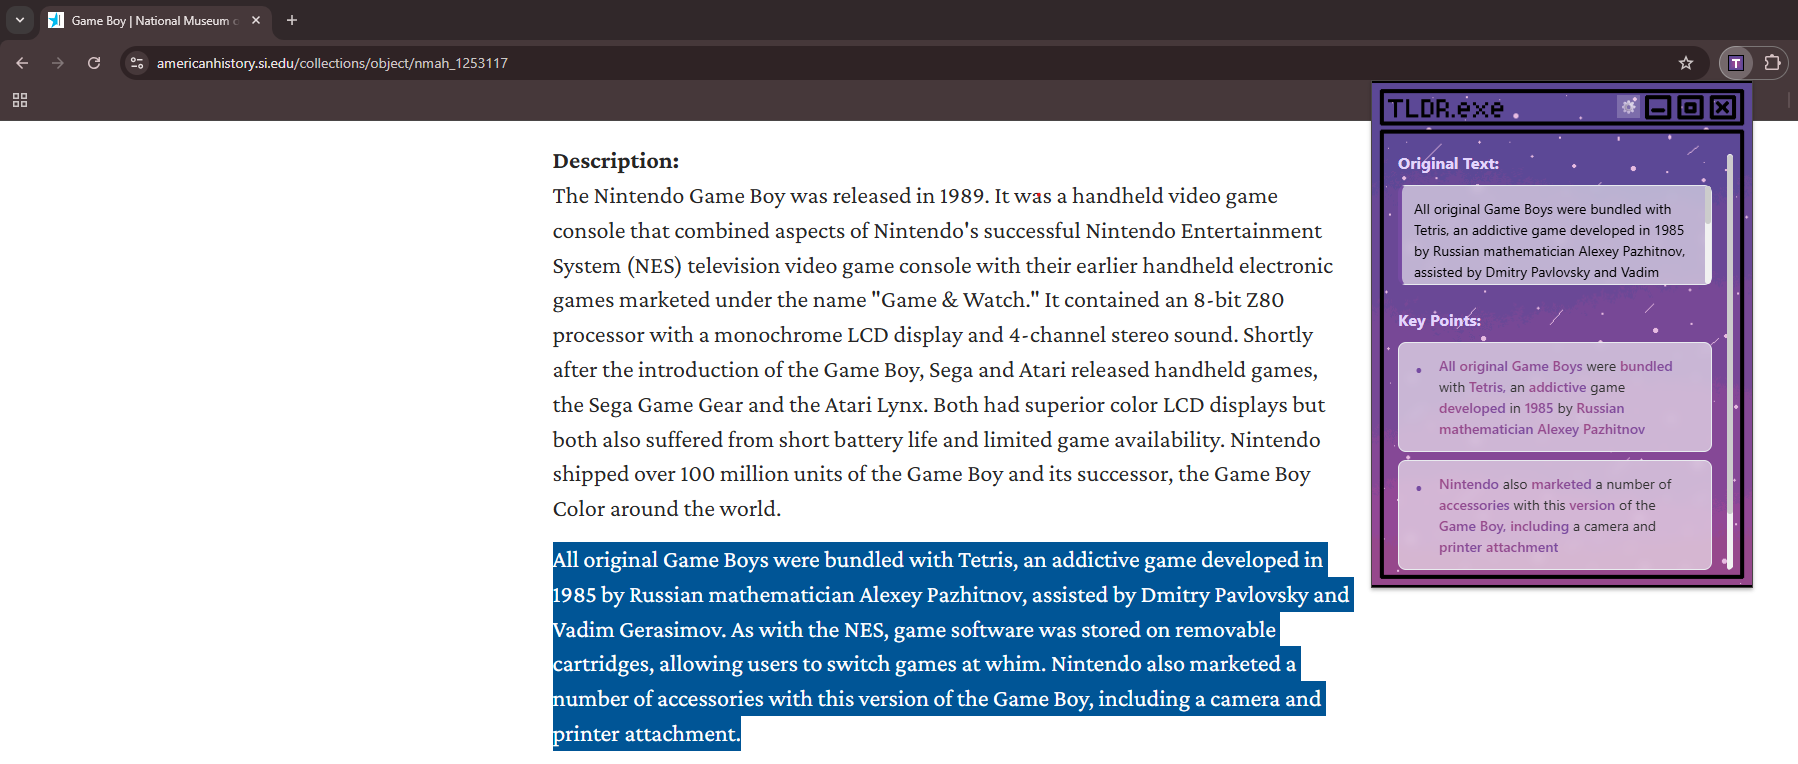 Game Boy | National Museum o
americanhistory.si.edu/collections/object/nmah_1253117
T
Description:
The Nintendo Game Boy was released in 1989. It was a handheld video game
console that combined aspects of Nintendo's successful Nintendo Entertainment
System (NES) television video game console with their earlier handheld electronic
games marketed under the name "Game & Watch." It contained an 8-bit Z80
processor with a monochrome LCD display and 4-channel stereo sound. Shortly
after the introduction of the Game Boy, Sega and Atari released handheld games,
the Sega Game Gear and the Atari Lynx. Both had superior color LCD displays but
both also suffered from short battery life and limited game availability. Nintendo
shipped over 100 million units of the Game Boy and its successor, the Game Boy
Color around the world.
All original Game Boys were bundled with Tetris, an addictive game developed in
1985 by Russian mathematician Alexey Pazhitnov, assisted by Dmitry Pavlovsky and
Vadim Gerasimov. As with the NES, game software was stored on removable
cartridges, allowing users to switch games at whim. Nintendo also marketed a
number of accessories with this version of the Game Boy, including a camera and
printer attachment.
TLDR.exe
Original Text:
All original Game Boys were bundled with
Tetris, an addictive game developed in 1985
by Russian mathematician Alexey Pazhitnov,
assisted by Dmitry Pavlovsky and Vadim
Key Points:
• All original Game Boys were bundled
with Tetris, an addictive game
developed in 1985 by Russian
mathematician Alexey Pazhitnov
• Nintendo also marketed a number of
accessories with this version of the
Game Boy, including a camera and
printer attachment